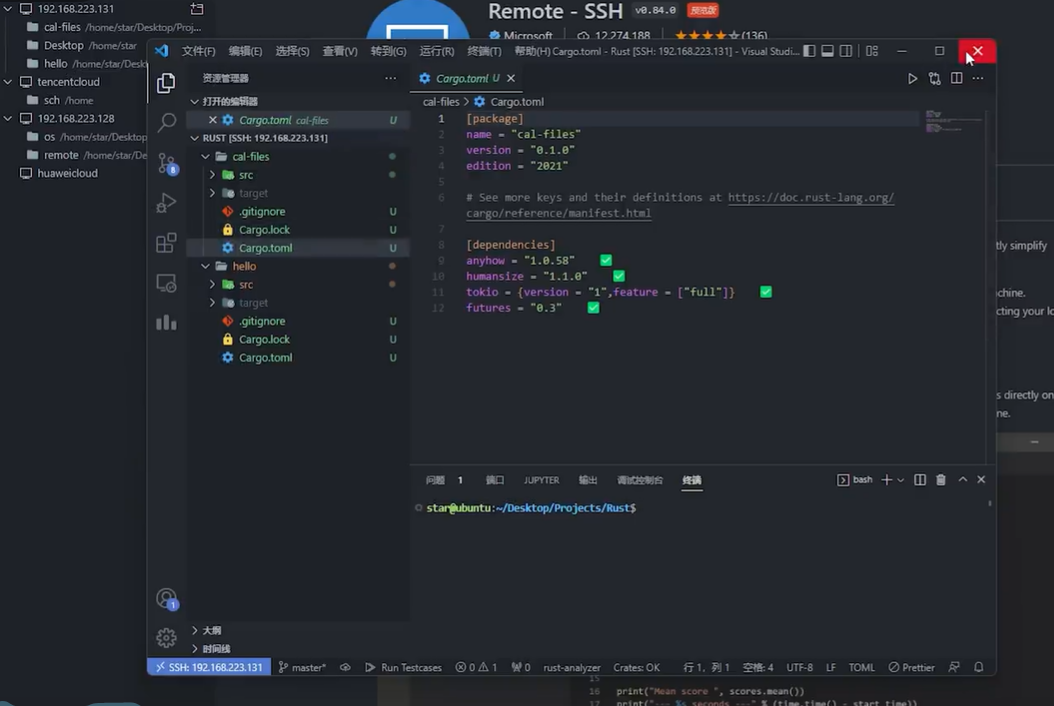 192.168.223.131
cal-files /home/star/Desktop/Proj...
Desktop /home/star
hello /home/star/Desk
tencentcloud
sch /home
192.168.223.128
os /home/star/Desktop
remote /home/star/De
huaweicloud
Remote - SSH v0.84.0 预览版
Microsoft 12,274,188 (136)
文件(F) 编辑(E) 选择(S) 查看(V) 转到(G) 运行(R) 终端(T) 帮助(H) Cargo.toml - Rust [SSH: 192.168.223.131] - Visual Studi...
资源管理器
打开的编辑器
Cargo.toml cal-files U
RUST [SSH: 192.168.223.131]
cal-files
src
target
.gitignore U
Cargo.lock U
Cargo.toml U
hello
src
target
.gitignore U
Cargo.lock U
Cargo.toml U
大纲
时间线
8
1
Cargo.toml U
cal-files > Cargo.toml
1 [package]
2 name = "cal-files"
3 version = "0.1.0"
4 edition = "2021"
5
6 # See more keys and their definitions at https://doc.rust-lang.org/
cargo/reference/manifest.html
7
8 [dependencies]
9 anyhow = "1.0.58" ✅
10 humansize = "1.1.0" ✅
11 tokio = {version = "1",feature = ["full"]} ✅
12 futures = "0.3" ✅
问题 1 端口 JUPYTER 输出 调试控制台 终端 bash
star@ubuntu:~/Desktop/Projects/Rust$
SSH: 192.168.223.131 master* Run Testcases 0 1 0 rust-analyzer Crates: OK 行 1，列 1 空格: 4 UTF-8 LF TOML Prettier
tly simplify
chine.
cting your lo
s directly on
ne.
15
16 print("Mean score ", scores.mean())
17 print("--- %s seconds ---" % (time.time() - start_time))